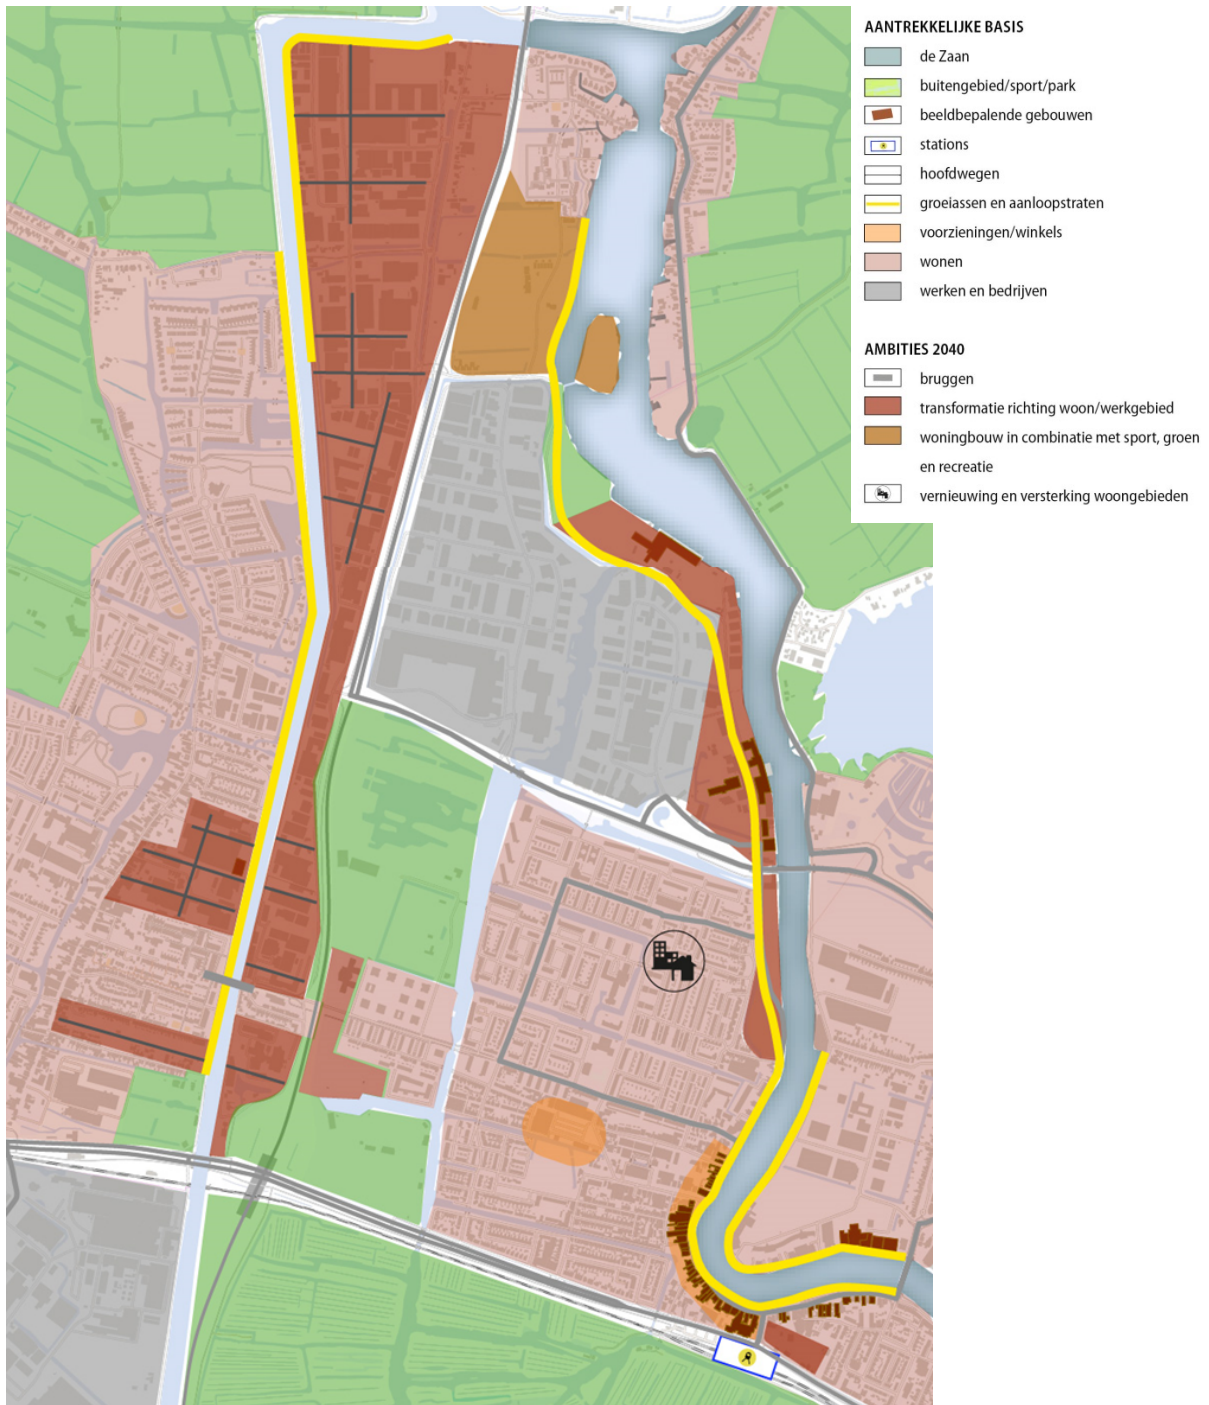 AANTREKKELIJKE BASIS
de Zaan
buitengebied/sport/park
beeldbepalende gebouwen
stations
hoofdwegen
groeiassen en aanloopstraten
voorzieningen/winkels
wonen
werken en bedrijven
AMBITIES 2040
bruggen
transformatie richting woon/werkgebied
woningbouw in combinatie met sport, groen
en recreatie
vernieuwing en versterking woongebieden